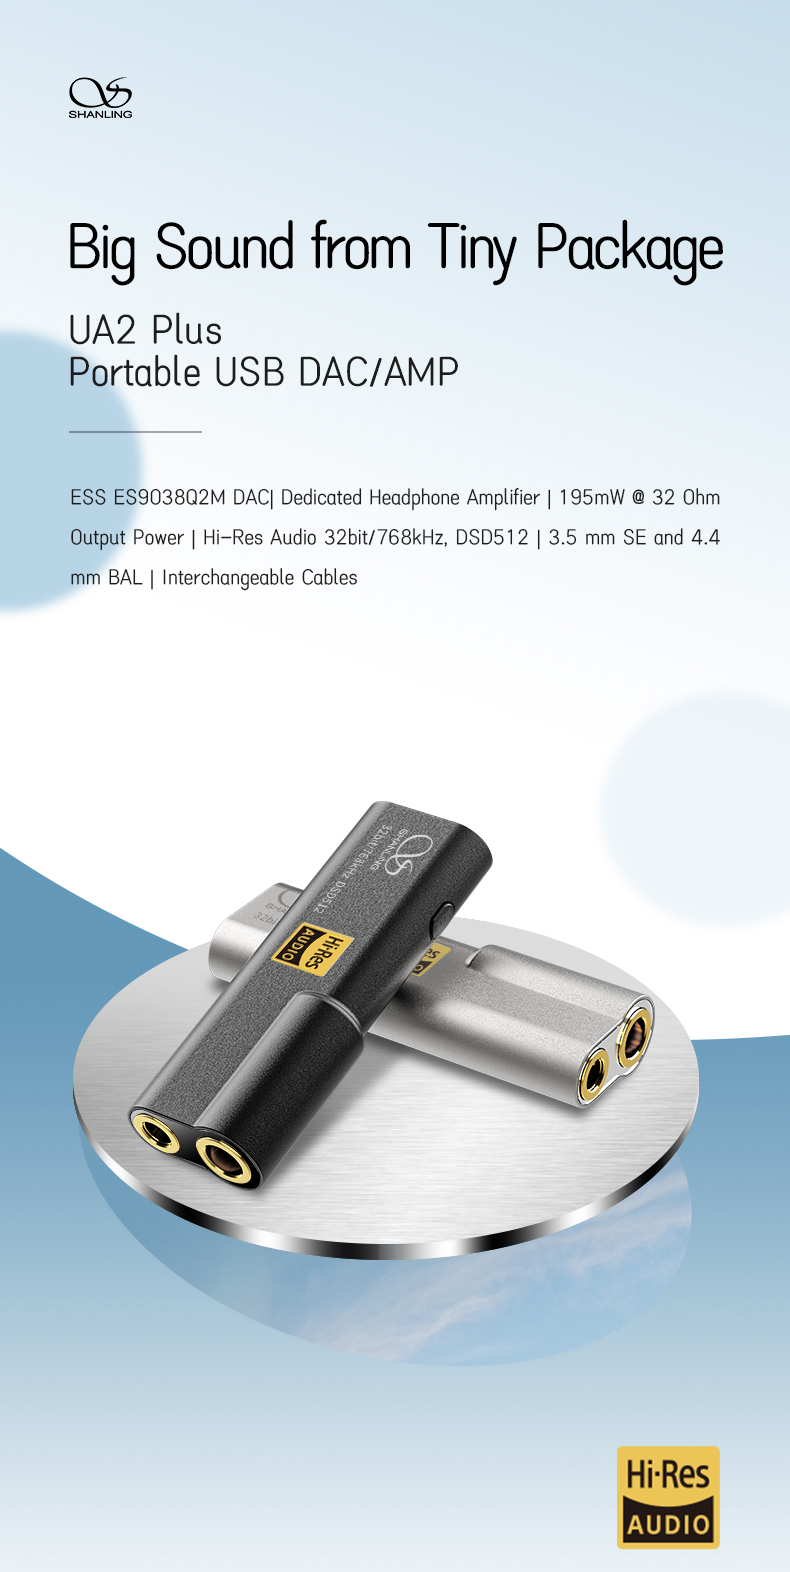 SHANLING
Big Sound from Tiny Package
UA2 Plus
Portable USB DAC/AMP
ESS ES9038Q2M DAC| Dedicated Headphone Amplifier | 195mW @ 32 Ohm
Output Power | Hi-Res Audio 32bit/768kHz, DSD512 | 3.5 mm SE and 4.4
mm BAL | Interchangeable Cables
SHANLING
32bit/768kHz DSD512
Hi-Res
AUDIO
Hi-Res
AUDIO